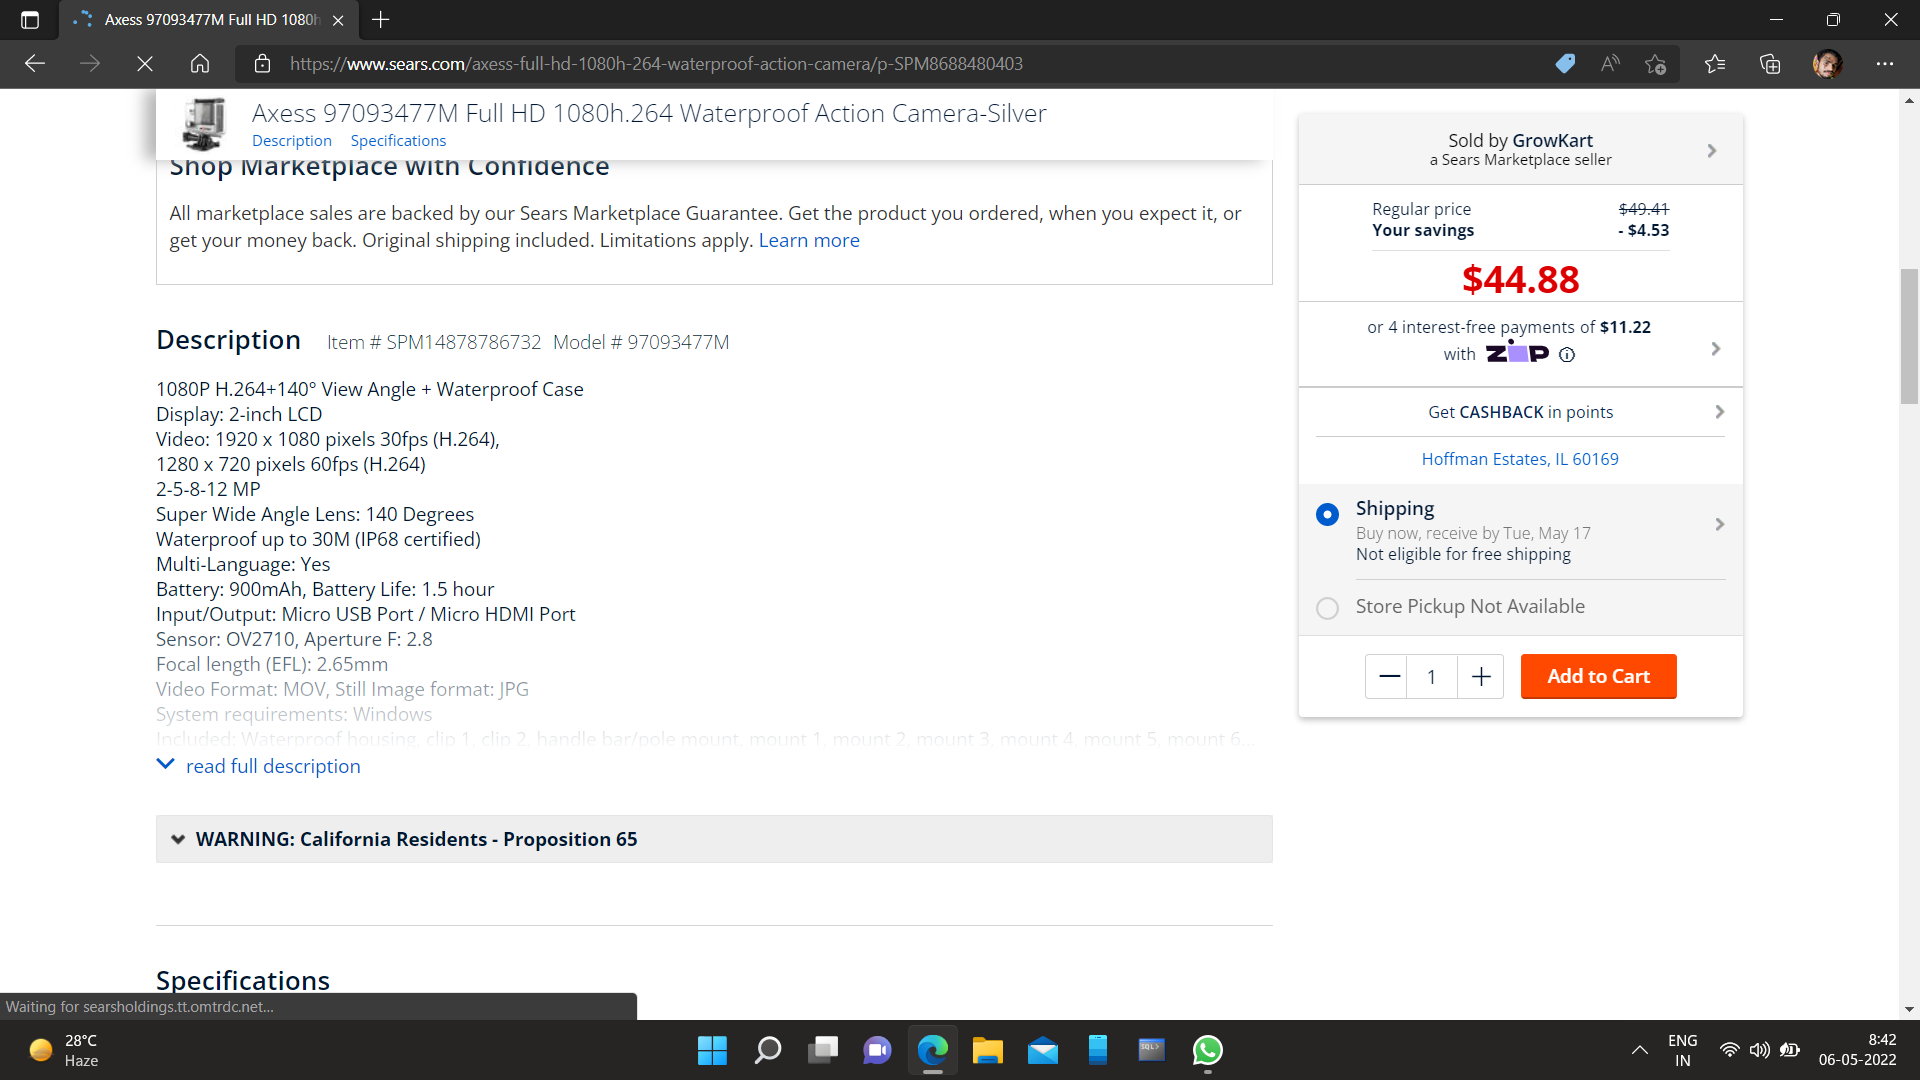 Axess 97093477M Full HD 1080h
https://www.sears.com/axess-full-hd-1080h-264-waterproof-action-camera/p-SPM8688480403
Axess 97093477M Full HD 1080h.264 Waterproof Action Camera-Silver
Description Specifications
Shop Marketplace with Confidence
All marketplace sales are backed by our Sears Marketplace Guarantee. Get the product you ordered, when you expect it, or
get your money back. Original shipping included. Limitations apply. Learn more
Description Item # SPM14878786732 Model # 97093477M
1080P H.264+140° View Angle + Waterproof Case
Display: 2-inch LCD
Video: 1920 x 1080 pixels 30fps (H.264),
1280 x 720 pixels 60fps (H.264)
2-5-8-12 MP
Super Wide Angle Lens: 140 Degrees
Waterproof up to 30M (IP68 certified)
Multi-Language: Yes
Battery: 900mAh, Battery Life: 1.5 hour
Input/Output: Micro USB Port / Micro HDMI Port
Sensor: OV2710, Aperture F: 2.8
Focal length (EFL): 2.65mm
Video Format: MOV, Still Image format: JPG
System requirements: Windows
Included: Waterproof housing, clip 1, clip 2, handle bar/pole mount, mount 1, mount 2, mount 3, mount 4, mount 5, mount 6...
read full description
WARNING: California Residents - Proposition 65
Specifications
Sold by GrowKart
a Sears Marketplace seller
Regular price $49.41
Your savings - $4.53
$44.88
or 4 interest-free payments of $11.22
with ZIP
Get CASHBACK in points
Hoffman Estates, IL 60169
Shipping
Buy now, receive by Tue, May 17
Not eligible for free shipping
Store Pickup Not Available
1
Add to Cart
Waiting for searsholdings.tt.omtrdc.net...
28°C
Haze
SQL>
ENG
IN
8:42
06-05-2022